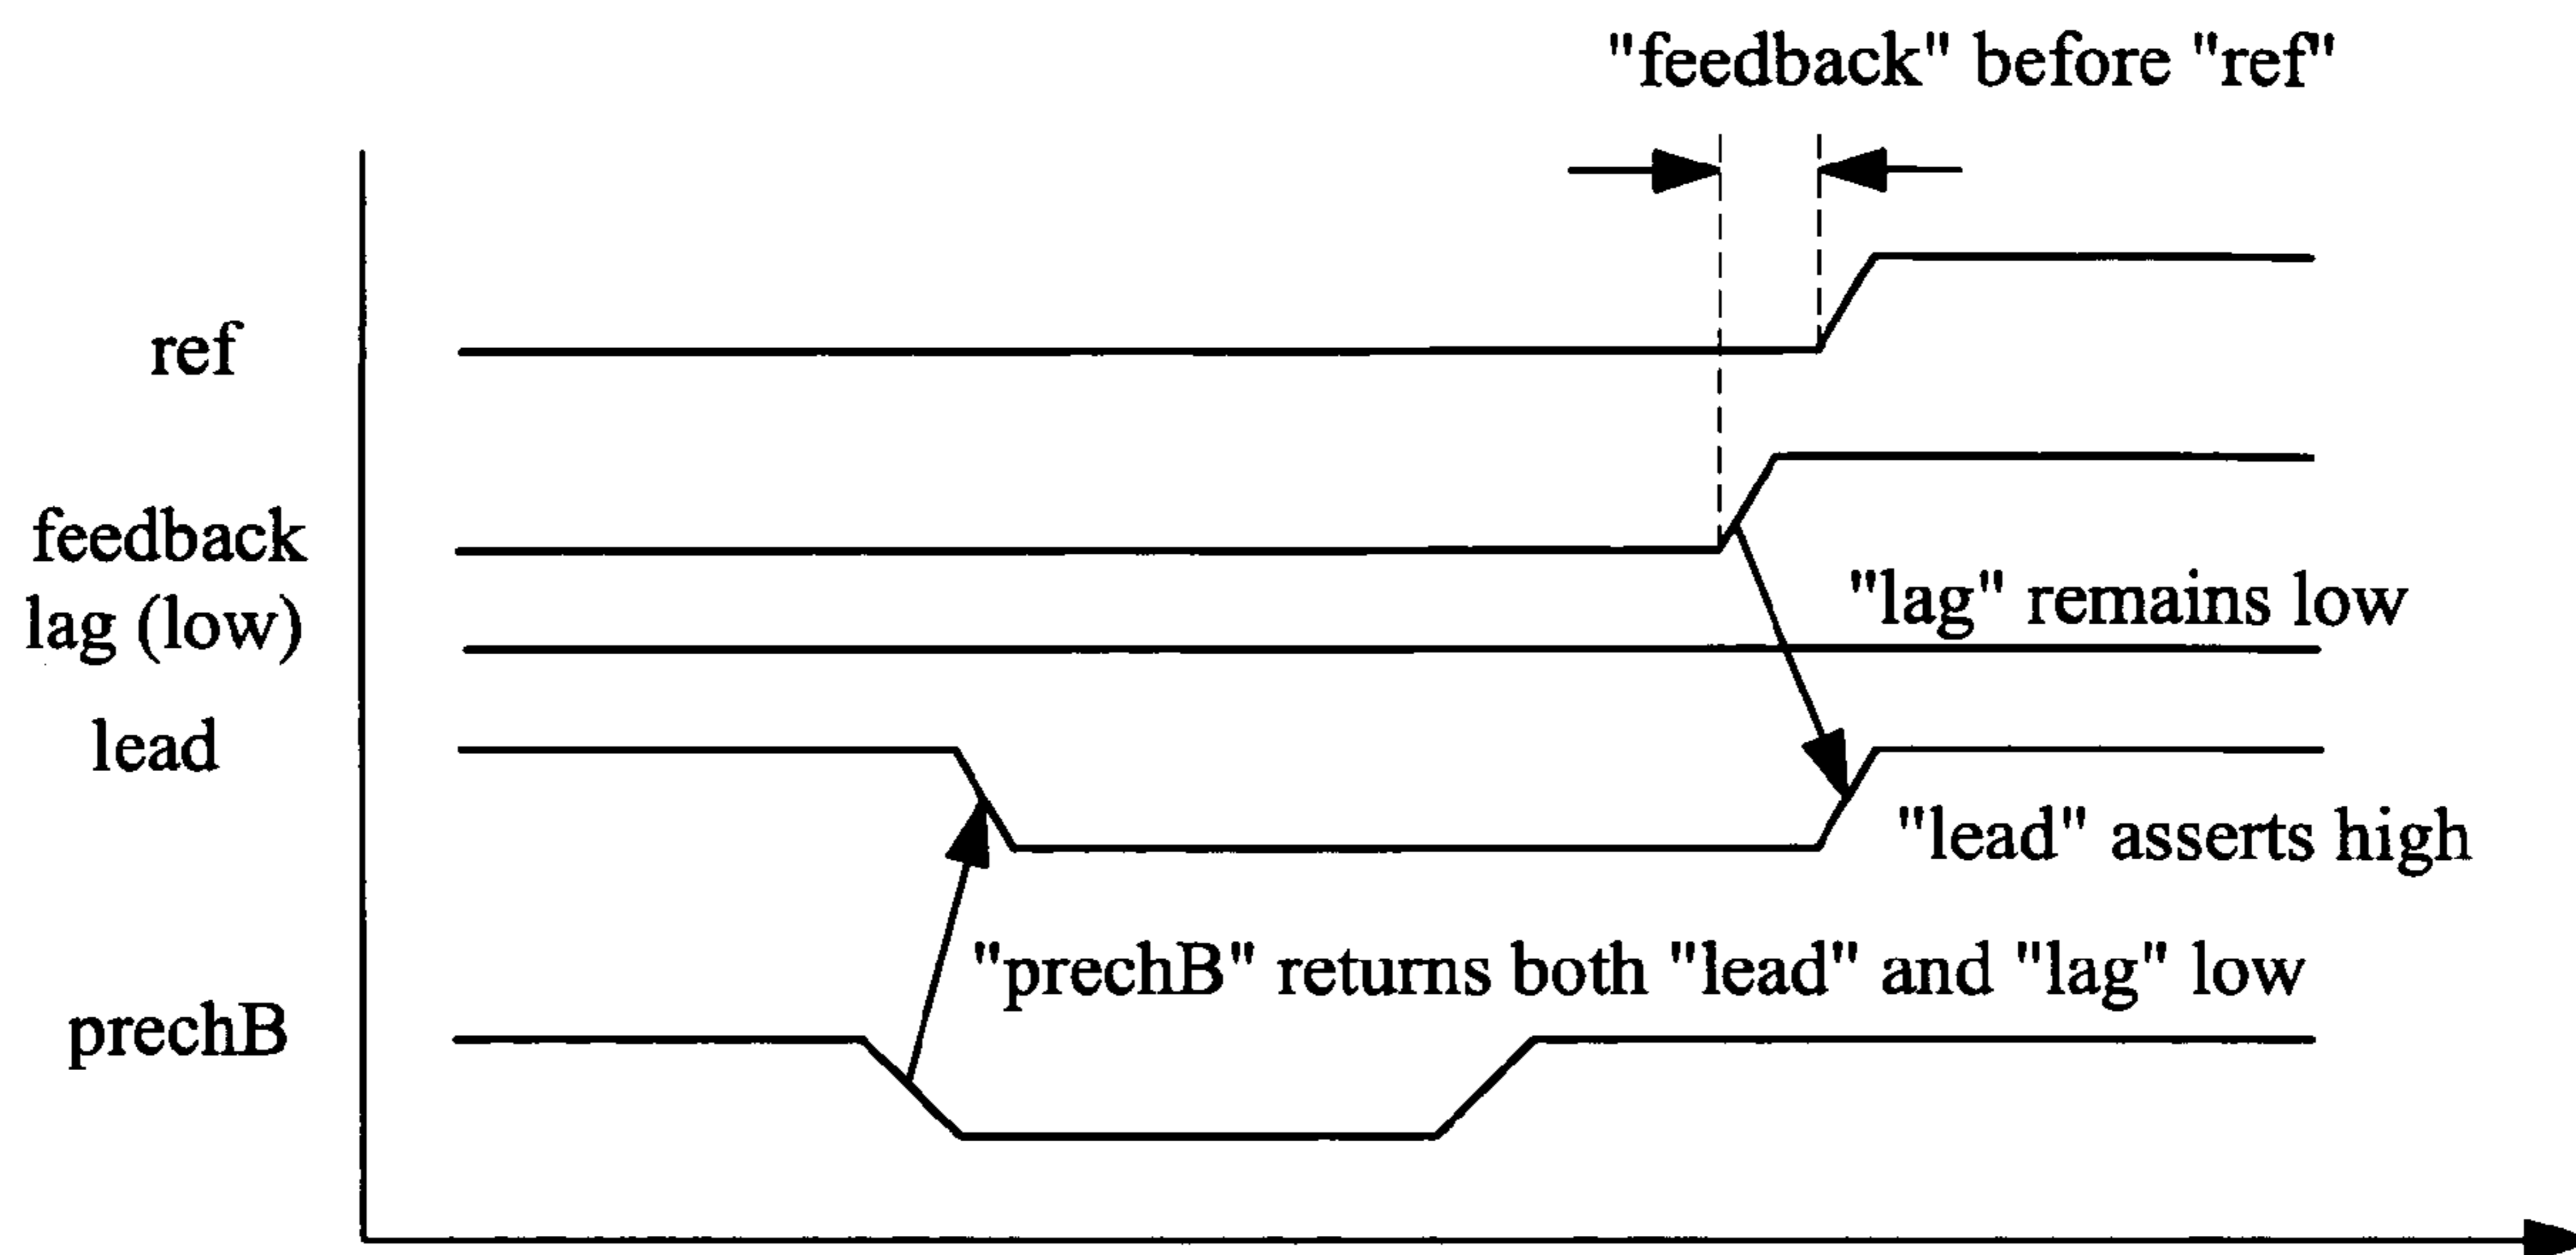 "feedback" before "ref"
ref
feedback
lag (low)
"lag" remains low
lead
"lead" asserts high
"prechB" returns both "lead" and "lag" low
prechB